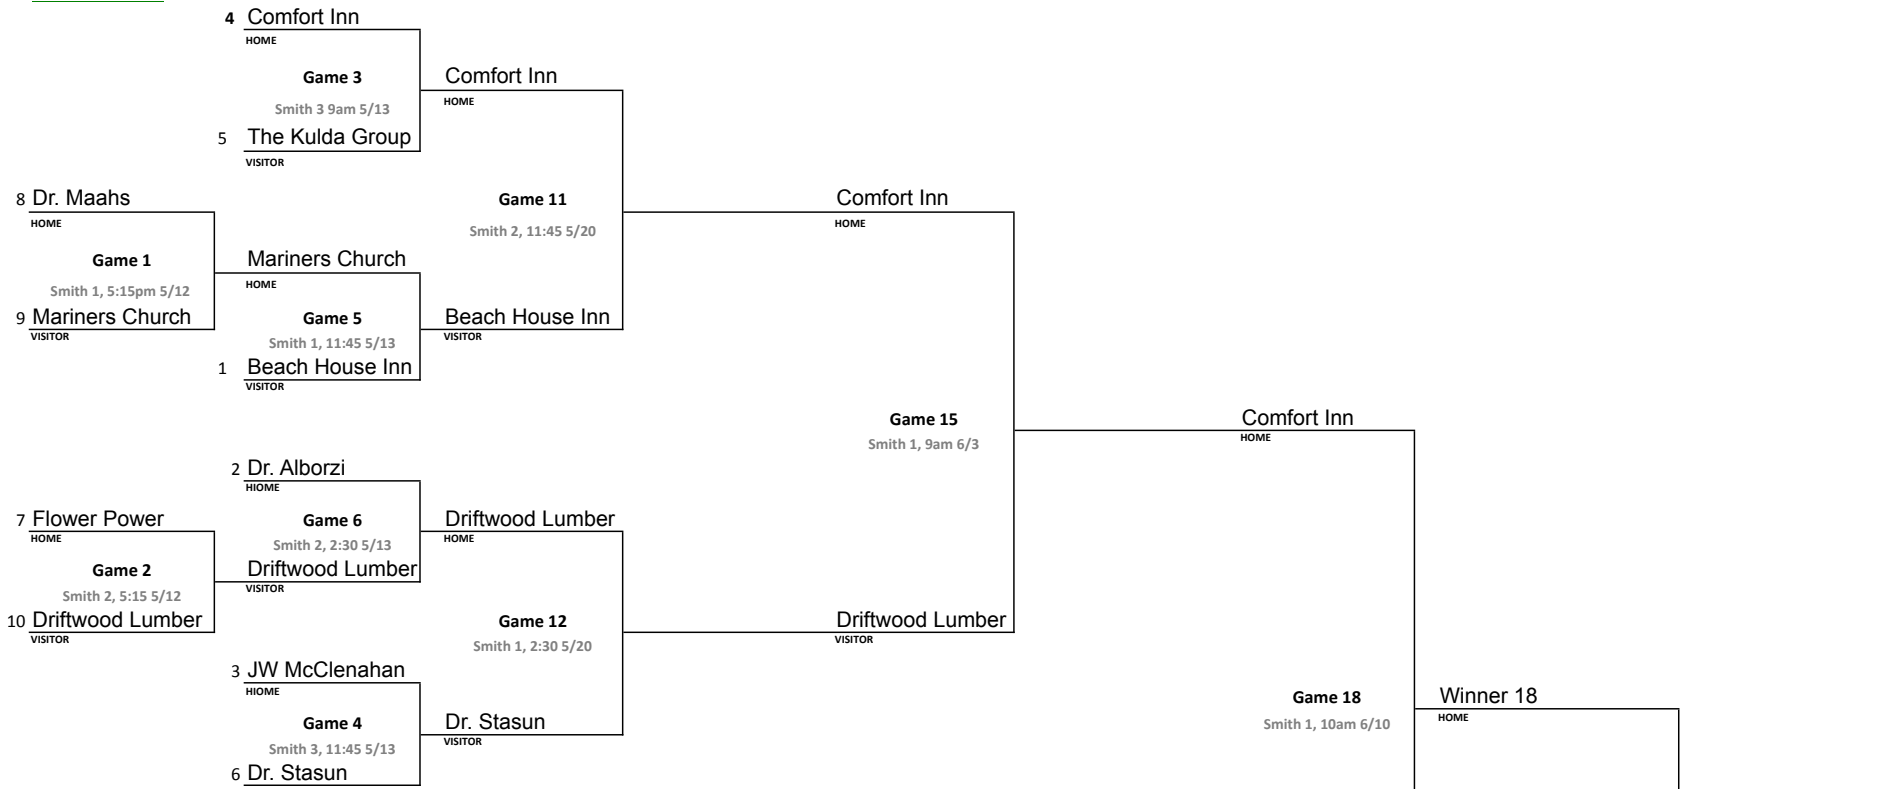 4 Comfort Inn
HOME
Game 3
Smith 3 9am 5/13
5 The Kulda Group
VISITOR
Comfort Inn
HOME
8 Dr. Maahs
HOME
Game 1
Smith 1, 5:15pm 5/12
9 Mariners Church
VISITOR
Mariners Church
HOME
Game 5
Smith 1, 11:45 5/13
1 Beach House Inn
VISITOR
Game 11
Smith 2, 11:45 5/20
Beach House Inn
VISITOR
Comfort Inn
HOME
Game 15
Smith 1, 9am 6/3
Comfort Inn
HOME
2 Dr. Alborzi
HIOME
7 Flower Power
HOME
Game 2
Smith 2, 5:15 5/12
10 Driftwood Lumber
VISITOR
Game 6
Smith 2, 2:30 5/13
Driftwood Lumber
VISITOR
Driftwood Lumber
HOME
Game 12
Smith 1, 2:30 5/20
Driftwood Lumber
VISITOR
3 JW McClenahan
HIOME
Game 4
Smith 3, 11:45 5/13
6 Dr. Stasun
Dr. Stasun
VISITOR
Game 18
Smith 1, 10am 6/10
Winner 18
HOME